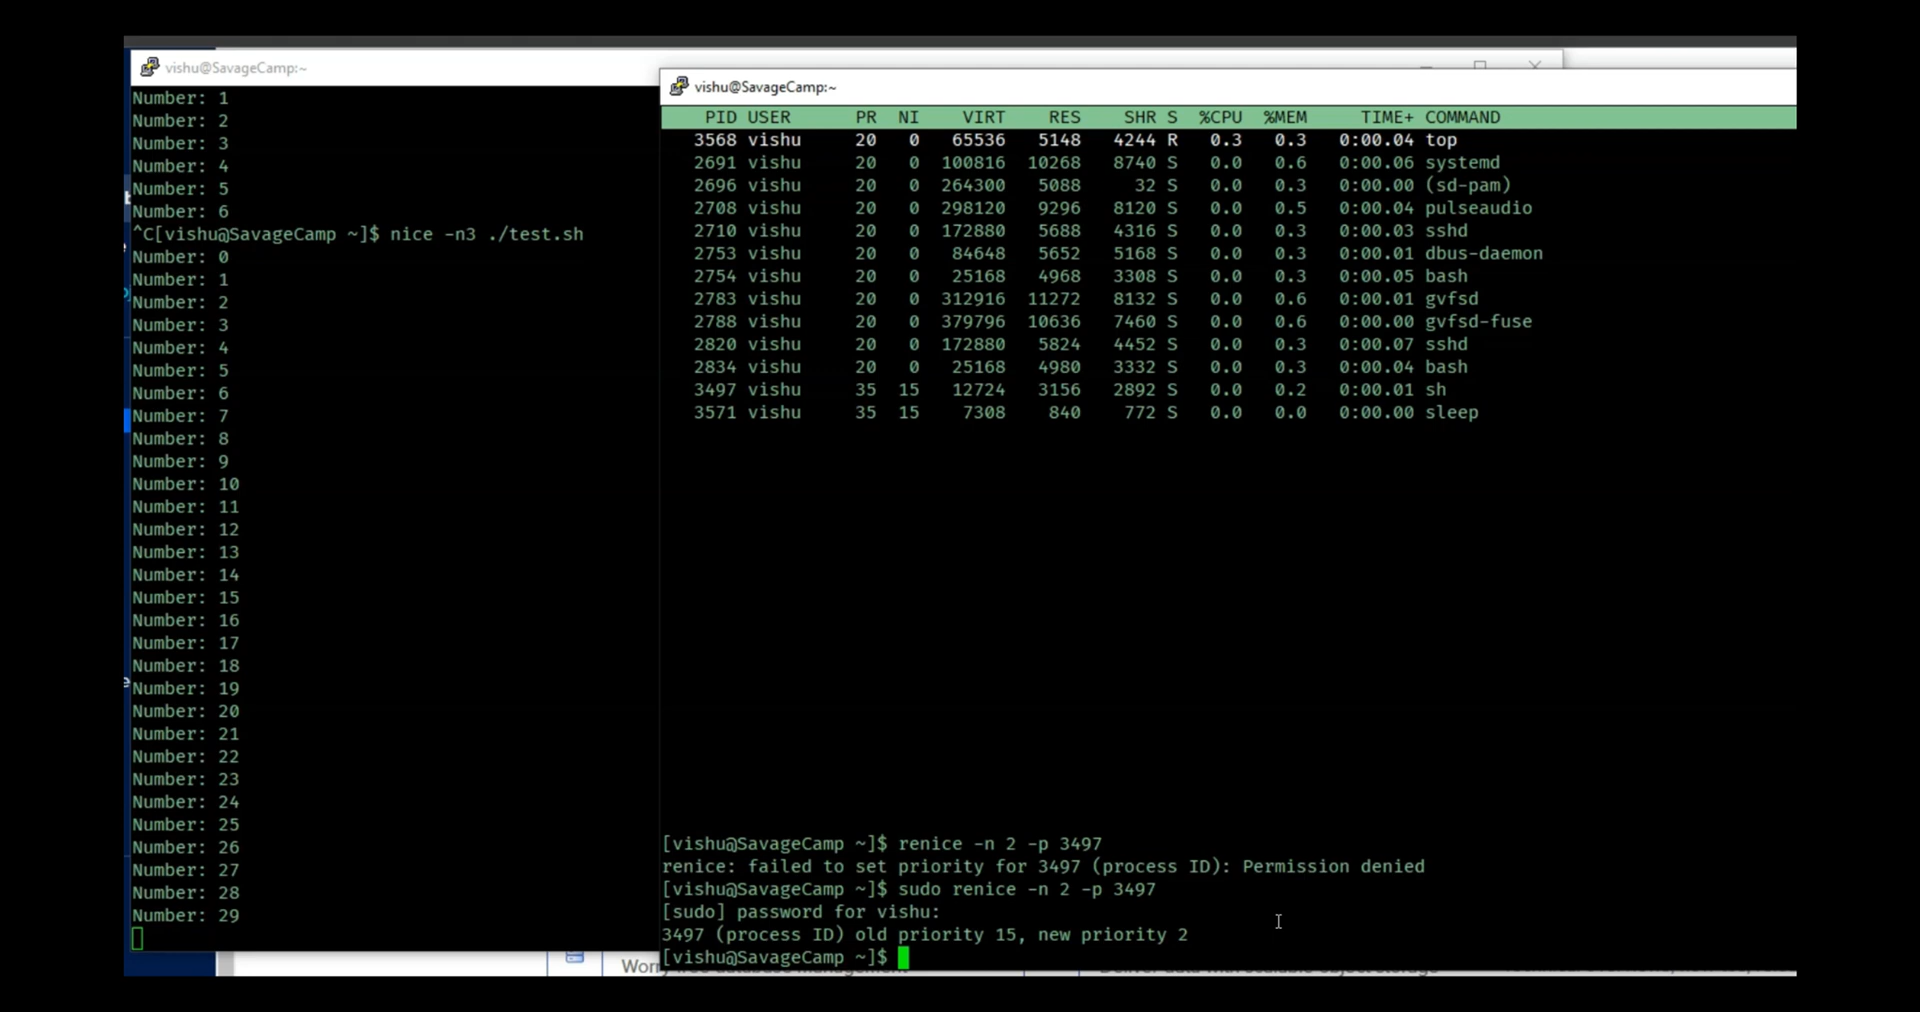 vishu@SavageCamp:~
Number: 1
Number: 2
Number: 3
Number: 4
Number: 5
Number: 6
^C[vishu@SavageCamp ~]$ nice -n3 ./test.sh
Number: 0
Number: 1
Number: 2
Number: 3
Number: 4
Number: 5
Number: 6
Number: 7
Number: 8
Number: 9
Number: 10
Number: 11
Number: 12
Number: 13
Number: 14
Number: 15
Number: 16
Number: 17
Number: 18
Number: 19
Number: 20
Number: 21
Number: 22
Number: 23
Number: 24
Number: 25
Number: 26
Number: 27
Number: 28
Number: 29
vishu@SavageCamp:~
PID USER PR NI VIRT RES SHR S %CPU %MEM TIME+ COMMAND
3568 vishu 20 0 65536 5148 4244 R 0.3 0.3 0:00.04 top
2691 vishu 20 0 100816 10268 8740 S 0.0 0.6 0:00.06 systemd
2696 vishu 20 0 264300 5088 32 S 0.0 0.3 0:00.00 (sd-pam)
2708 vishu 20 0 298120 9296 8120 S 0.0 0.5 0:00.04 pulseaudio
2710 vishu 20 0 172880 5688 4316 S 0.0 0.3 0:00.03 sshd
2753 vishu 20 0 84648 5652 5168 S 0.0 0.3 0:00.01 dbus-daemon
2754 vishu 20 0 25168 4968 3308 S 0.0 0.3 0:00.05 bash
2783 vishu 20 0 312916 11272 8132 S 0.0 0.6 0:00.01 gvfsd
2788 vishu 20 0 379796 10636 7460 S 0.0 0.6 0:00.00 gvfsd-fuse
2820 vishu 20 0 172880 5824 4452 S 0.0 0.3 0:00.07 sshd
2834 vishu 20 0 25168 4980 3332 S 0.0 0.3 0:00.04 bash
3497 vishu 35 15 12724 3156 2892 S 0.0 0.2 0:00.01 sh
3571 vishu 35 15 7308 840 772 S 0.0 0.0 0:00.00 sleep
[vishu@SavageCamp ~]$ renice -n 2 -p 3497
renice: failed to set priority for 3497 (process ID): Permission denied
[vishu@SavageCamp ~]$ sudo renice -n 2 -p 3497
[sudo] password for vishu:
3497 (process ID) old priority 15, new priority 2
[vishu@SavageCamp ~]$